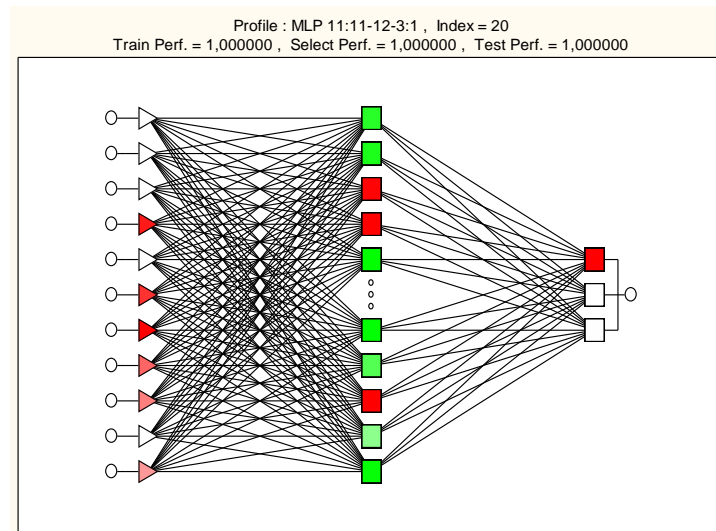 Profile : MLP 11:11-12-3:1 , Index = 20
Train Perf. = 1,000000 , Select Perf. = 1,000000 , Test Perf. = 1,000000